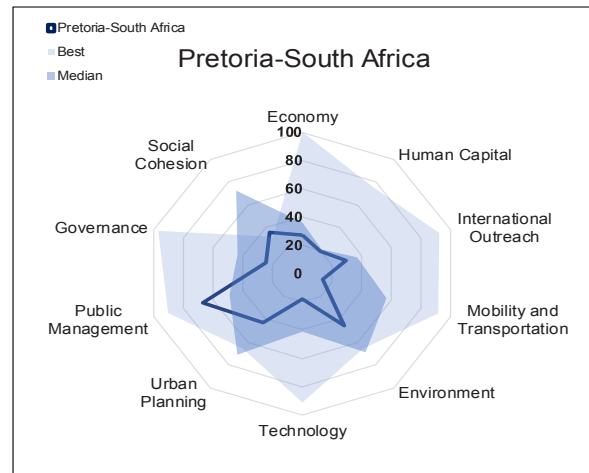 Pretoria-South Africa
Best
Median
Pretoria-South Africa
Economy
100
80
60
40
20
0
Human Capital
International
Outreach
Mobility and
Transportation
Environment
Technology
Urban
Planning
Public
Management
Governance
Social
Cohesion